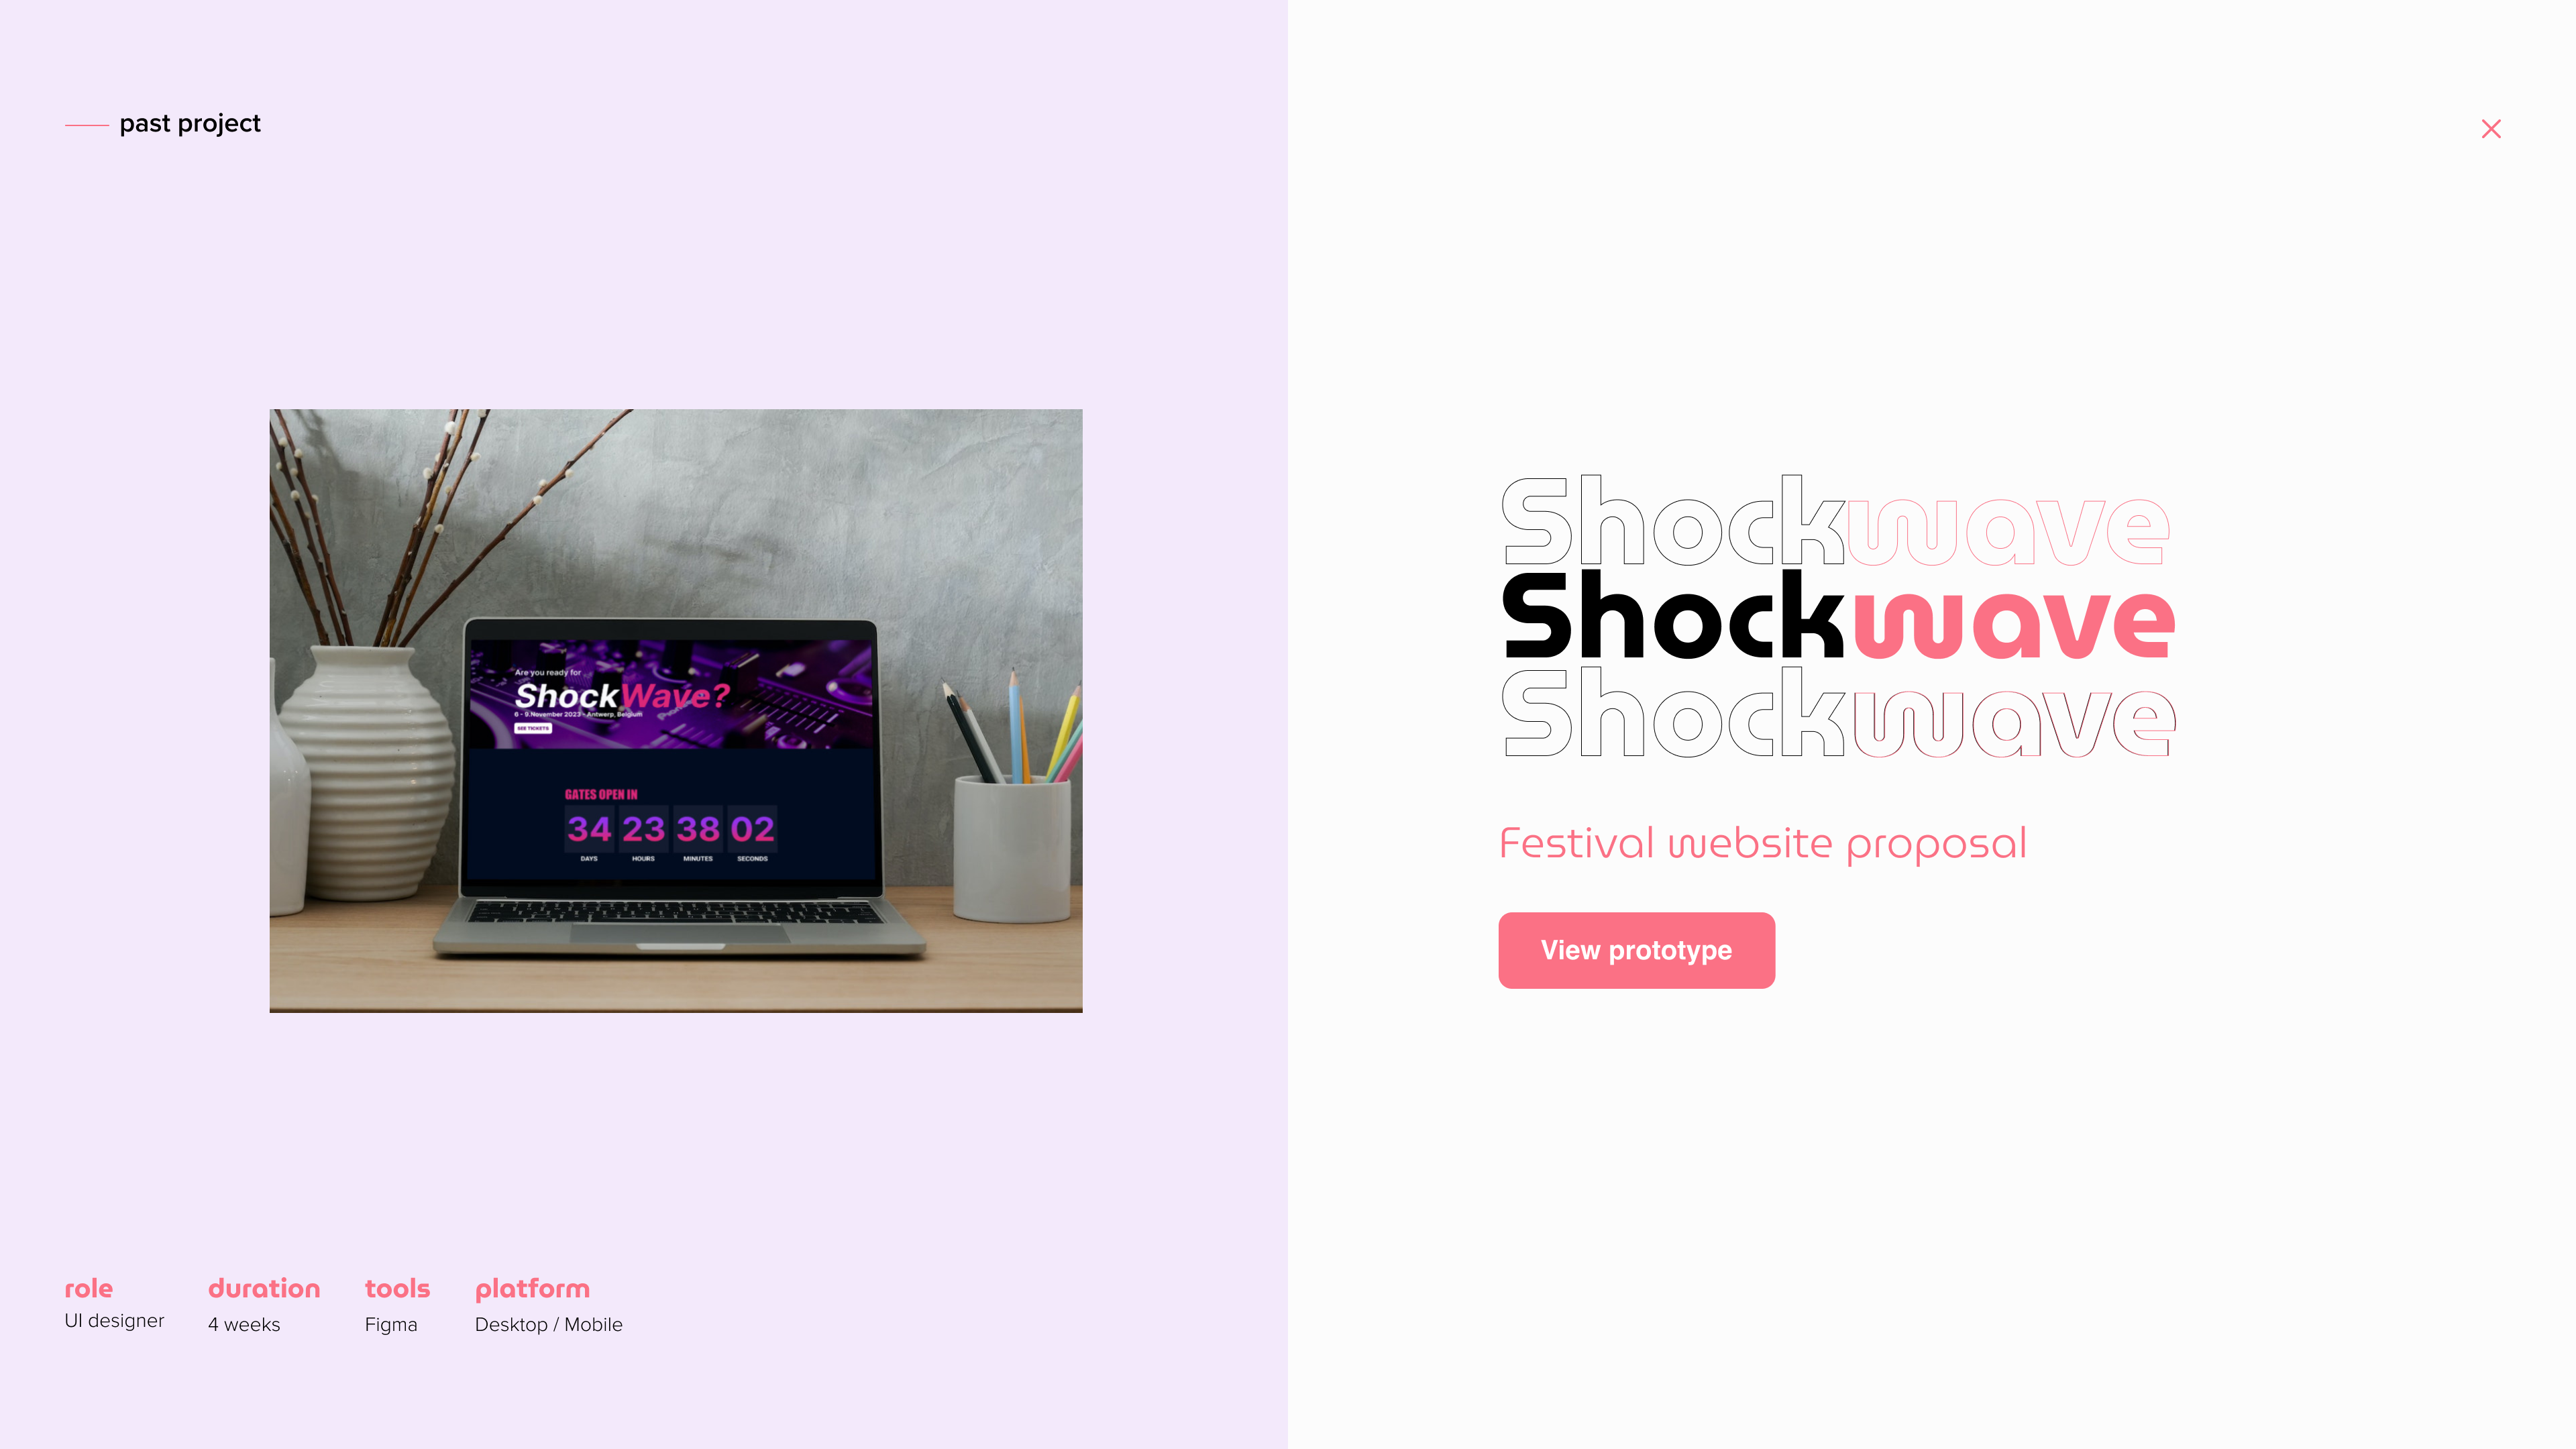 past project
Are you ready for
ShockWave?
6 - 9.November 2023 - Antwerp, Belgium
SEE TICKETS
GATES OPEN IN
34 23 38 02
DAYS HOURS MINUTES SECONDS
Shockwave
Shockwave
Shockwave
Festival website proposal
View prototype
role duration tools platform
UI designer 4 weeks Figma Desktop / Mobile